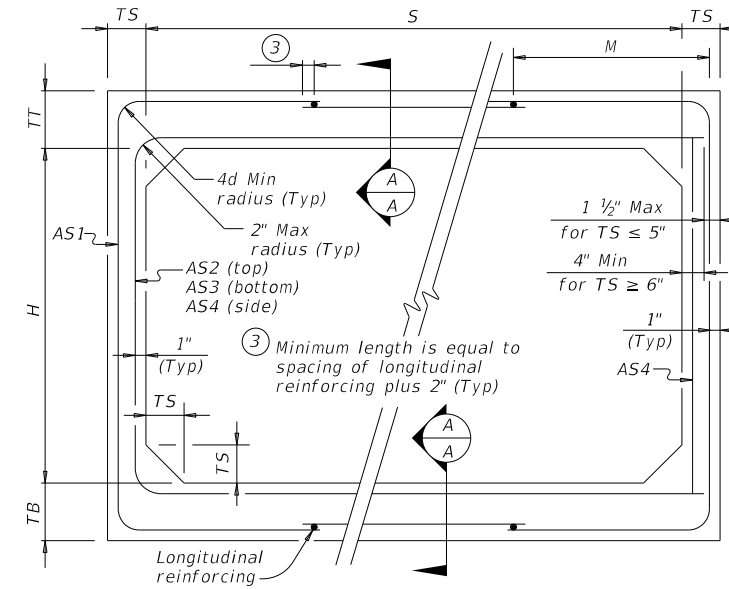 TS
S
TS
3
M
TT
A
A
4d Min
radius (Typ)
2" Max
radius (Typ)
1 ½" Max
for TS ≤ 5"
AS1
AS2 (top)
AS3 (bottom)
AS4 (side)
4" Min
for TS ≥ 6"
H
1"
(Typ)
3
Minimum length is equal to
spacing of longitudinal
reinforcing plus 2" (Typ)
1"
(Typ)
AS4
TS
A
A
TS
TB
Longitudinal
reinforcing